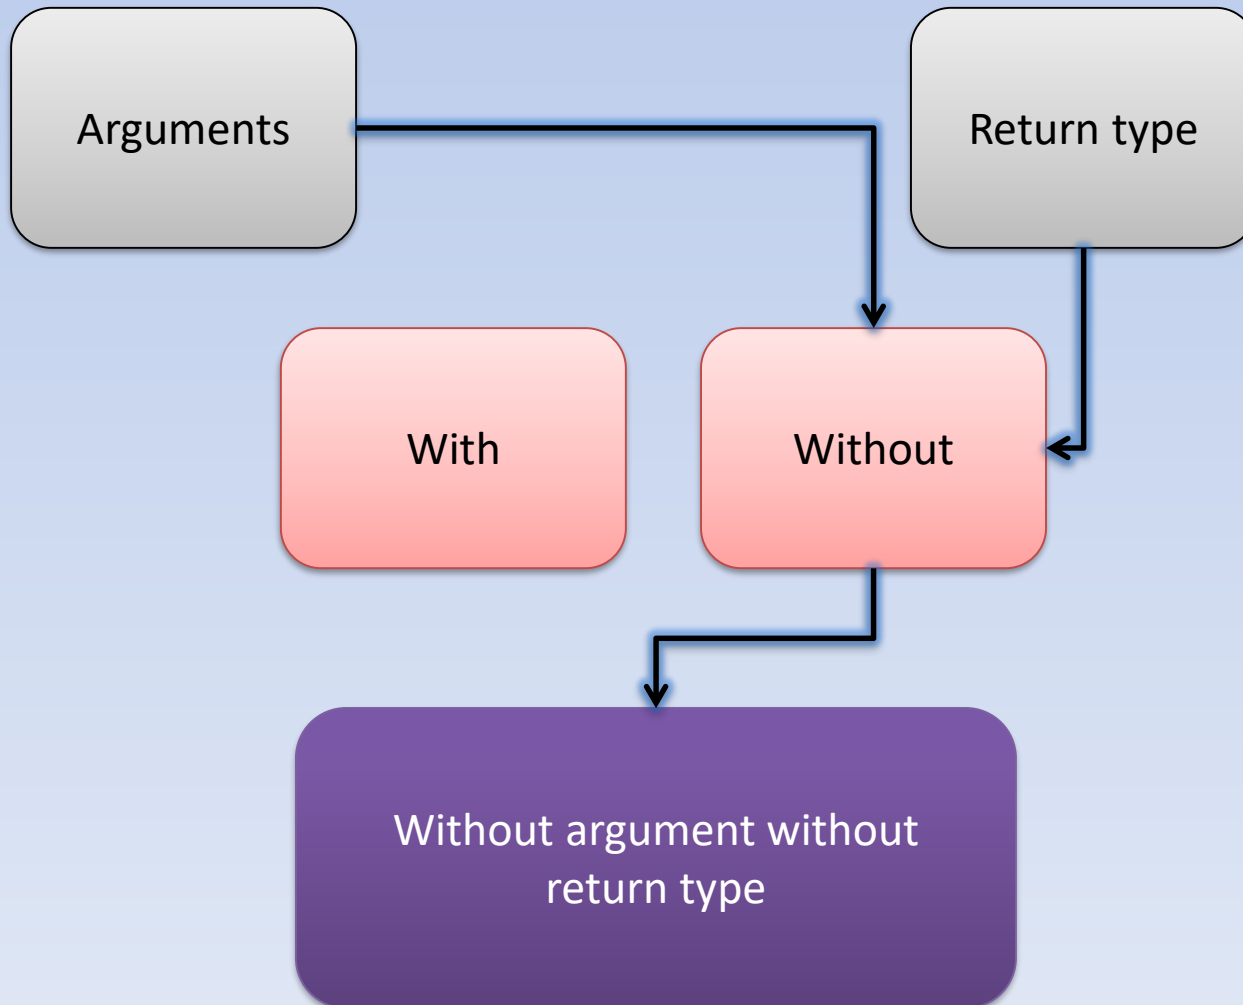 Arguments
Return type
With
Without
Without argument without
return type